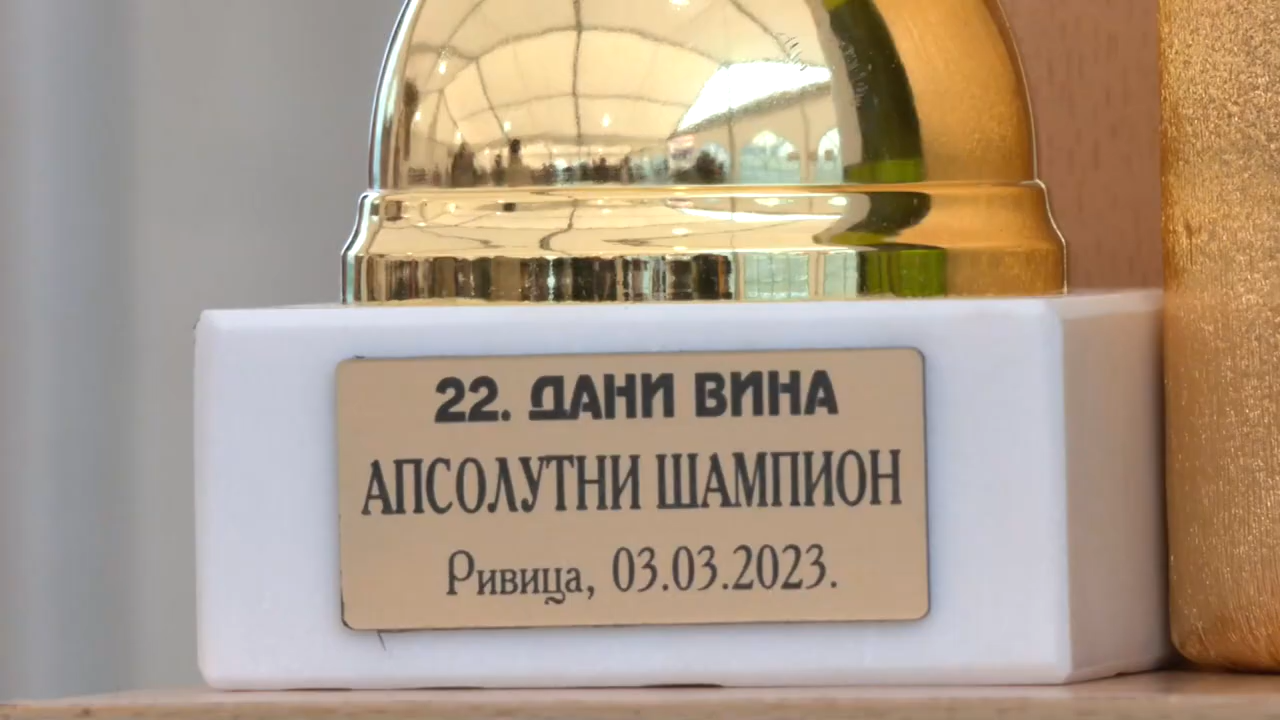 22. ДАНИ ВИНА
АПСОЛУТНИ ШАМПИОН
Ривица, 03.03.2023.